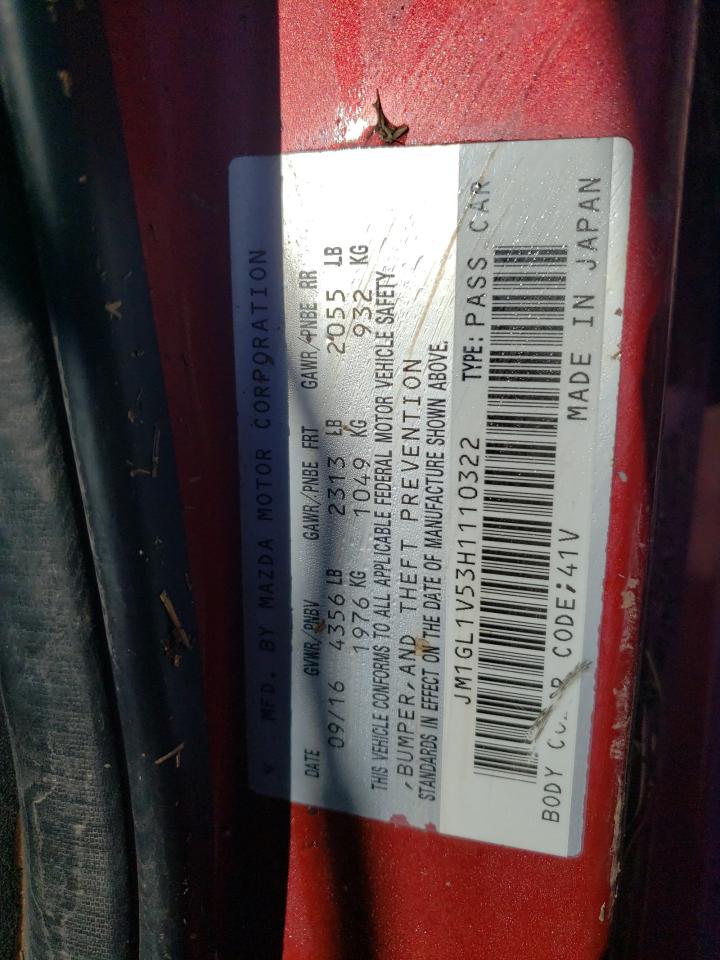 MFD. BY MAZDA MOTOR CORPORATION
DATE GVWR/PNBV GAWR/PNBE FRT GAWR/PNBE RR
09/16 4356 LB 2313 LB 2055 LB
1976 KG 1049 KG 932 KG
THIS VEHICLE CONFORMS TO ALL APPLICABLE FEDERAL MOTOR VEHICLE SAFETY
,BUMPER,AND THEFT PREVENTION
STANDARDS IN EFFECT ON THE DATE OF MANUFACTURE SHOWN ABOVE.
JM1GL1V53H1110322 TYPE: PASS CAR
BODY CODE:41V MADE IN JAPAN